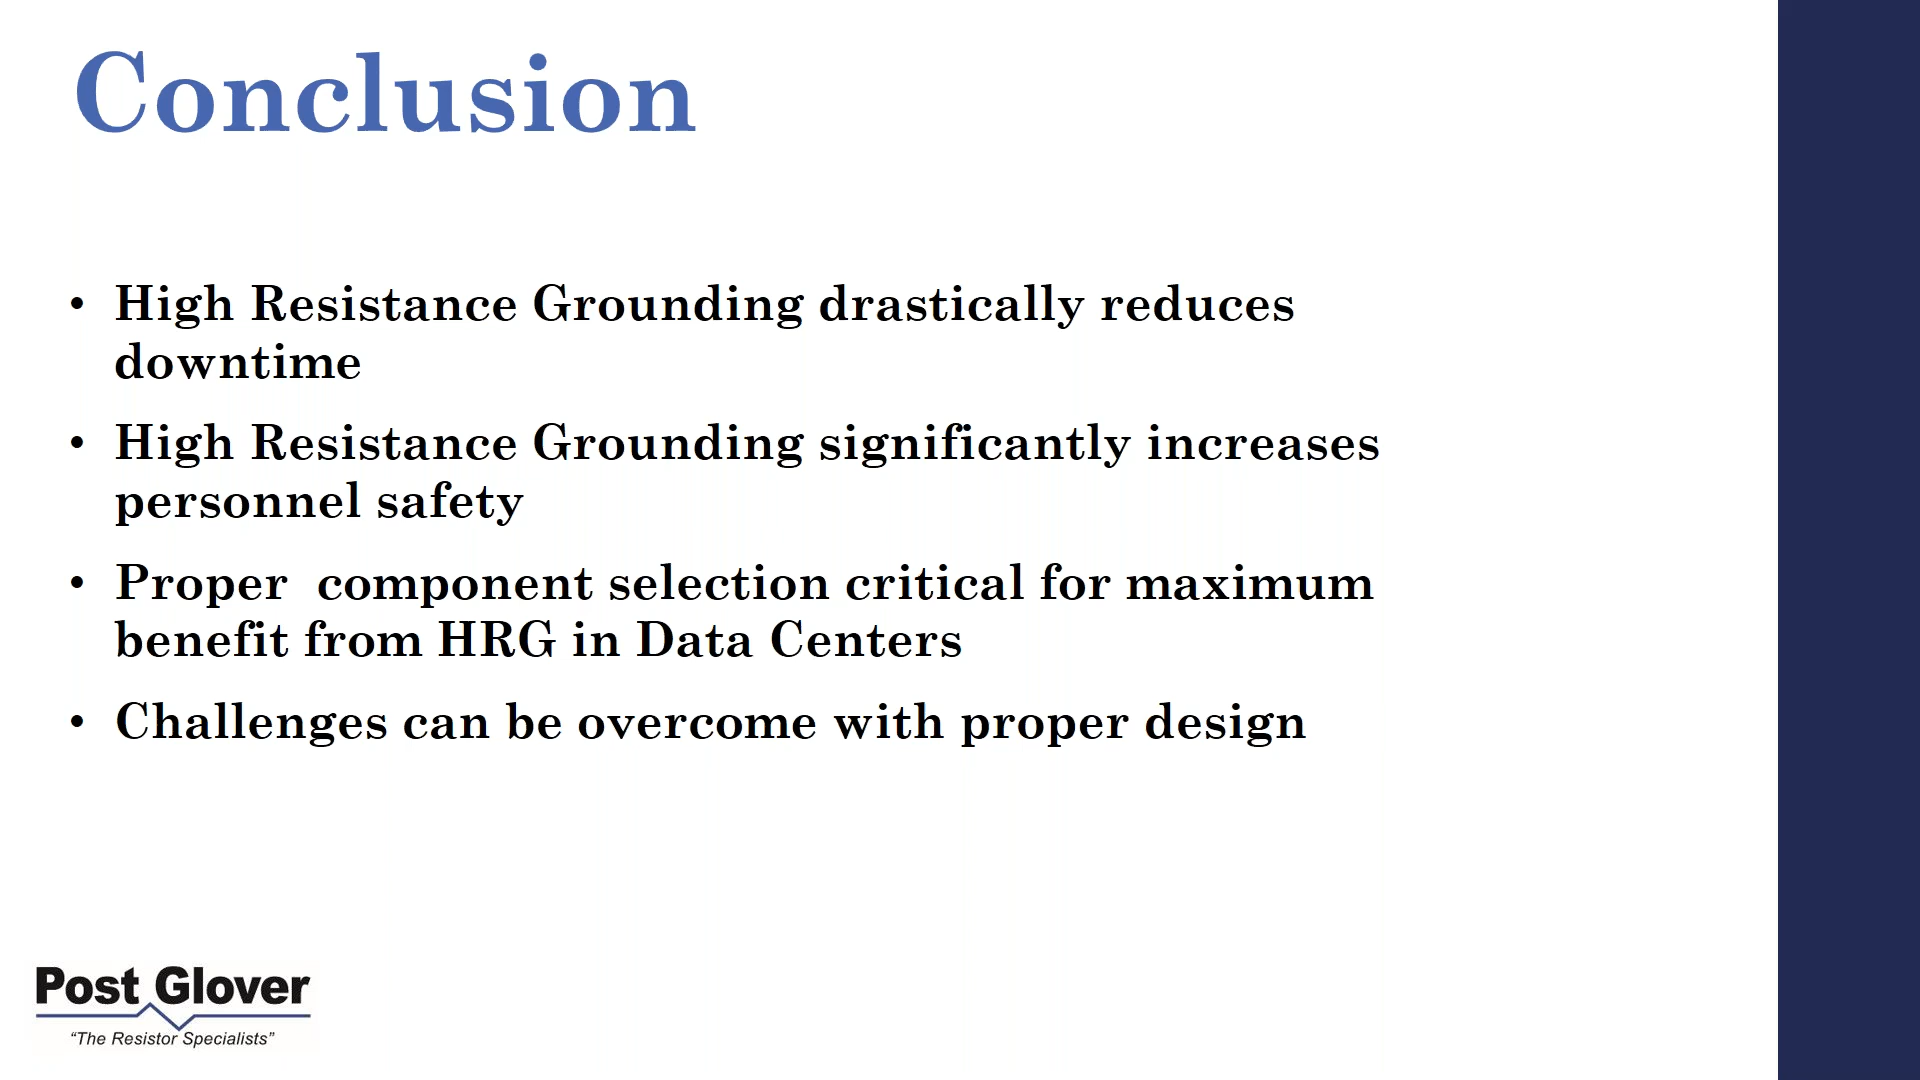 Conclusion
• High Resistance Grounding drastically reduces
downtime
• High Resistance Grounding significantly increases
personnel safety
• Proper  component selection critical for maximum
benefit from HRG in Data Centers
• Challenges can be overcome with proper design
Post Glover
“The Resistor Specialists”